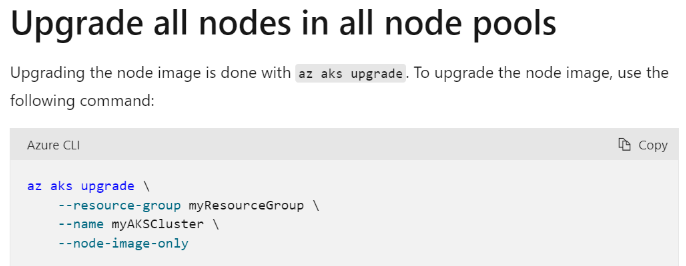 Upgrade all nodes in all node pools
Upgrading the node image is done with az aks upgrade. To upgrade the node image, use the
following command:
Azure CLI
Copy
az aks upgrade \
    --resource-group myResourceGroup \
    --name myAKSCluster \
    --node-image-only